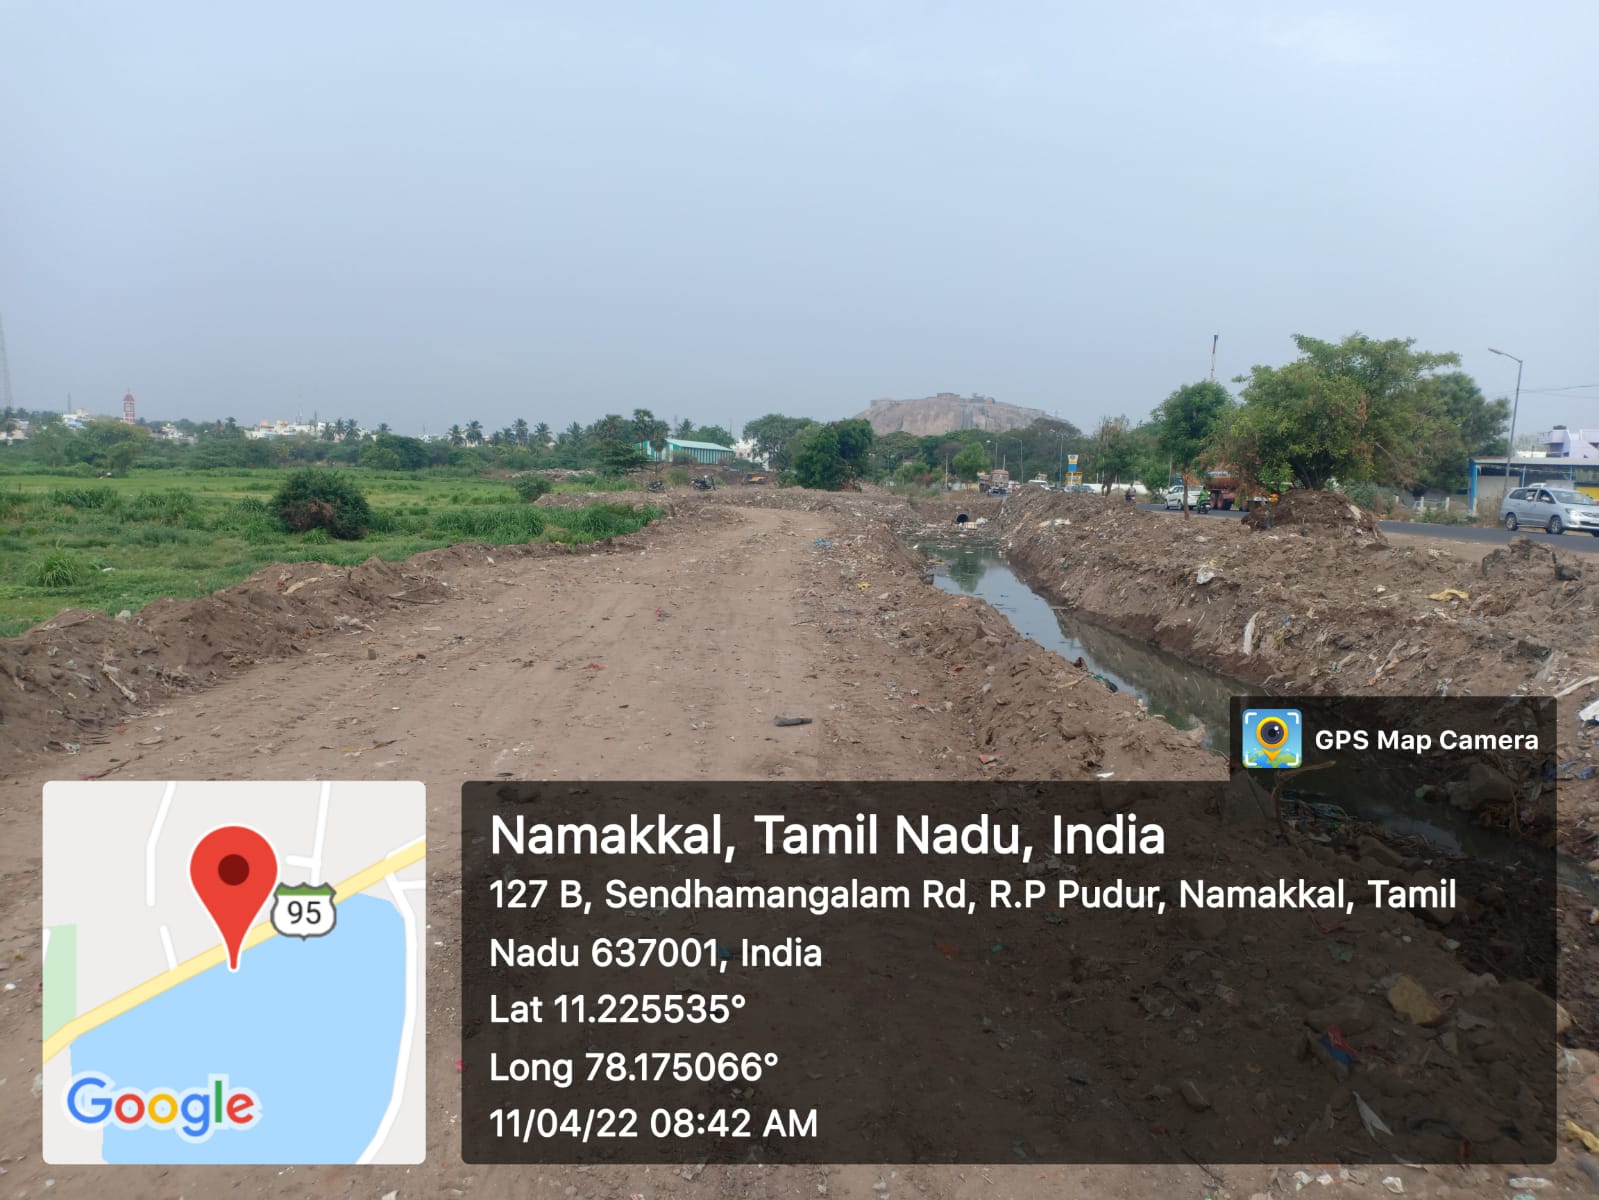 GPS Map Camera
Namakkal, Tamil Nadu, India
127 B, Sendhamangalam Rd, R.P Pudur, Namakkal, Tamil
Nadu 637001, India
Lat 11.225535°
Long 78.175066°
11/04/22 08:42 AM
95
Google